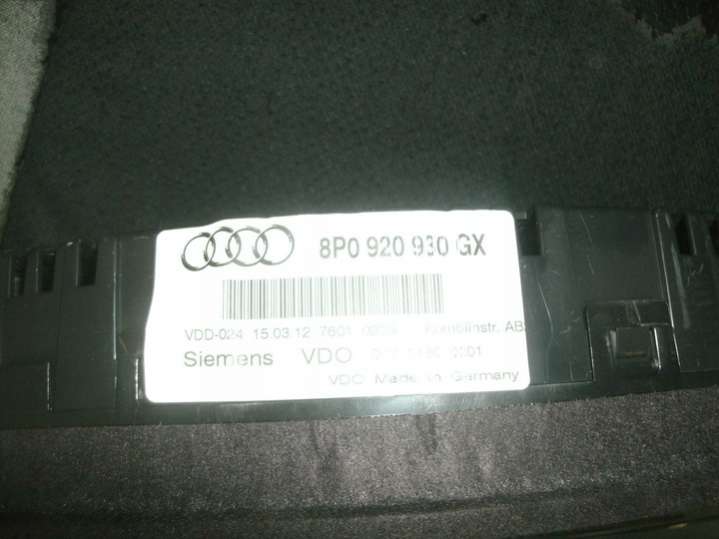 8P0 920 930 GX
VDD-024 15.03.12 7601
Siemens VDO
VDO Made in Germany